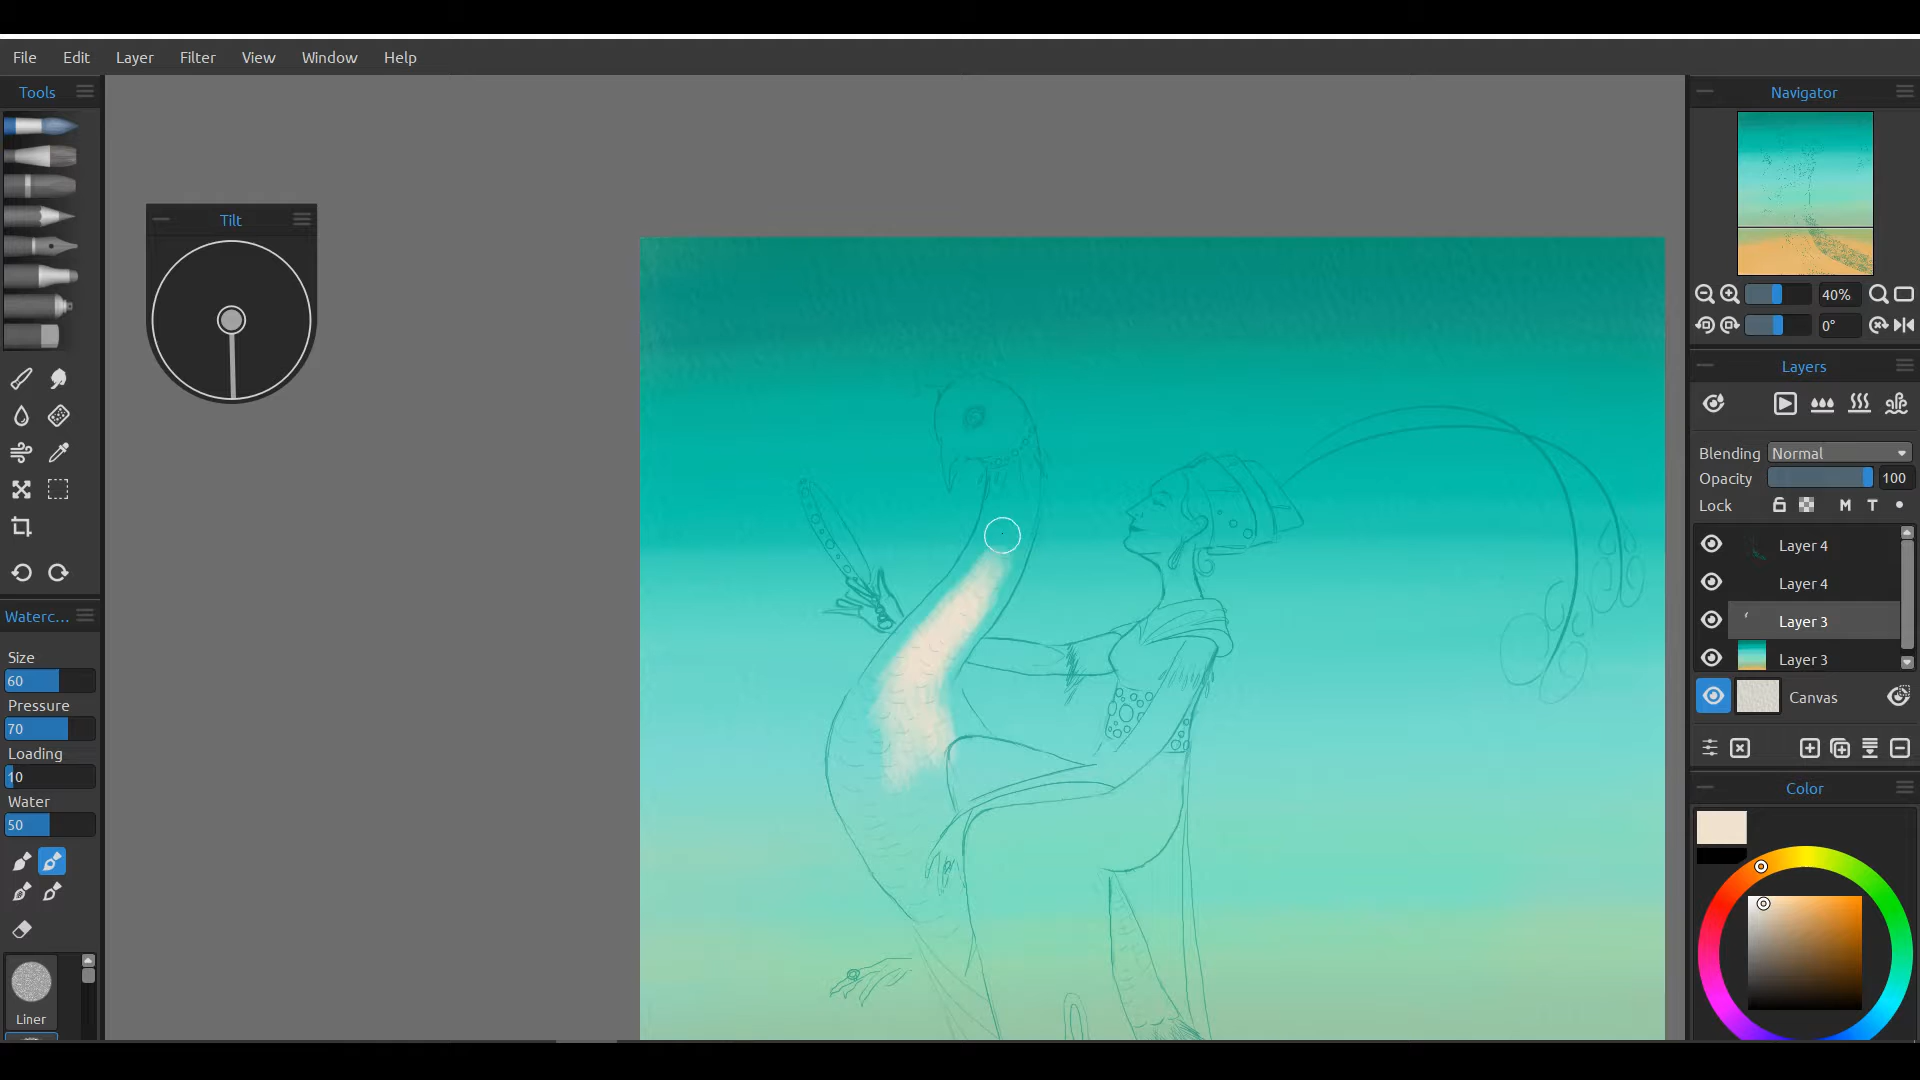 File Edit Layer Filter View Window Help
Tools
Tilt
Navigator
40%
0°
Layers
Blending Normal
Opacity 100
Lock M T
Layer 4
Layer 4
Layer 3
Layer 3
Canvas
Color
Waterc...
Size
60
Pressure
70
Loading
10
Water
50
Liner